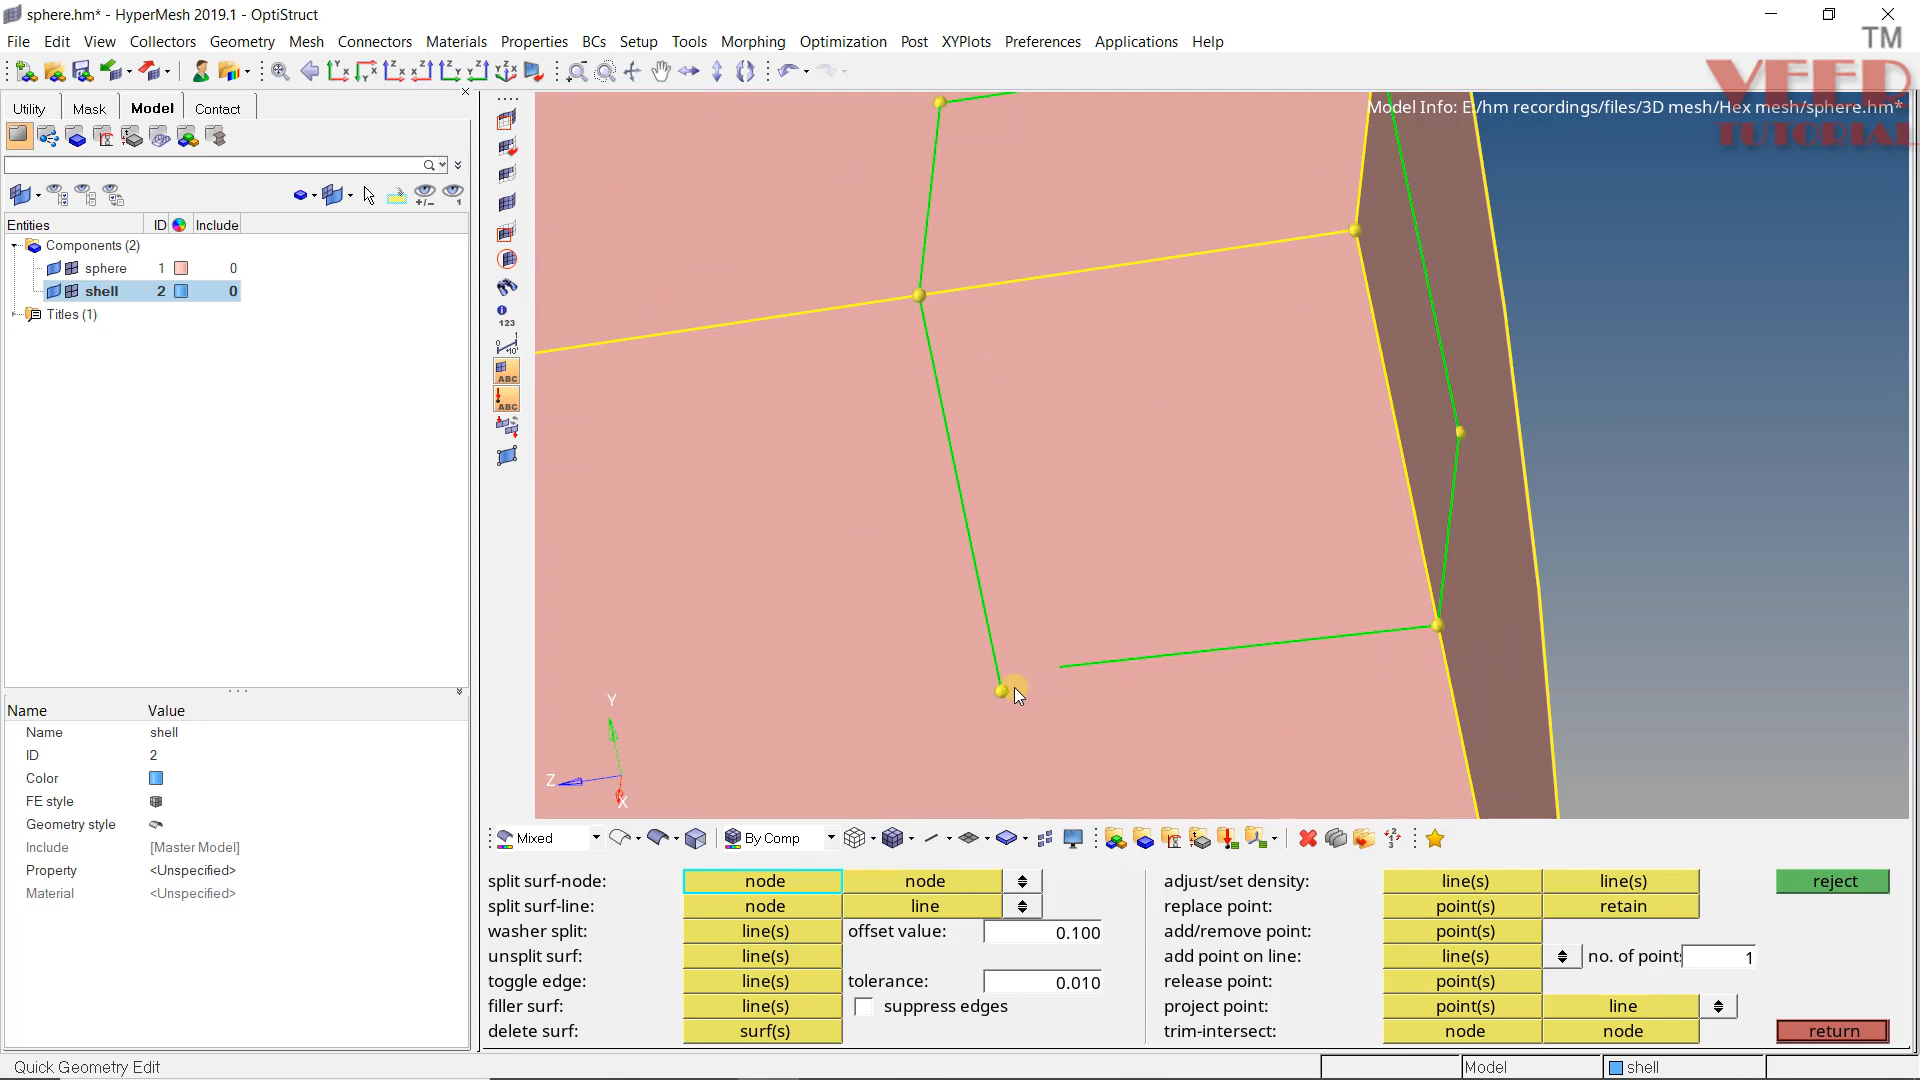 sphere.hm* - HyperMesh 2019.1 - OptiStruct
TM
File Edit View Collectors Geometry Mesh Connectors Materials Properties BCs Setup Tools Morphing Optimization Post XYPlots Preferences Applications Help
VEED
TUTORIAL
Utility Mask Model Contact
Model Info: E:/hm recordings/files/3D mesh/Hex mesh/sphere.hm*
Entities ID Include
Components (2)
sphere 1 0
shell 2 0
Titles (1)
123
ABC
ABC
Name Value
Name shell
ID 2
Color
FE style
Geometry style
Include [Master Model]
Property <Unspecified>
Material <Unspecified>
Y
Z
X
Mixed By Comp
split surf-node: node node adjust/set density: line(s) line(s) reject
split surf-line: node line replace point: point(s) retain
washer split: line(s) offset value: 0.100 add/remove point: point(s)
unsplit surf: line(s) add point on line: line(s) no. of point: 1
toggle edge: line(s) tolerance: 0.010 release point: point(s)
filler surf: line(s) suppress edges project point: point(s) line
delete surf: surf(s) trim-intersect: node node return
Quick Geometry Edit Model shell